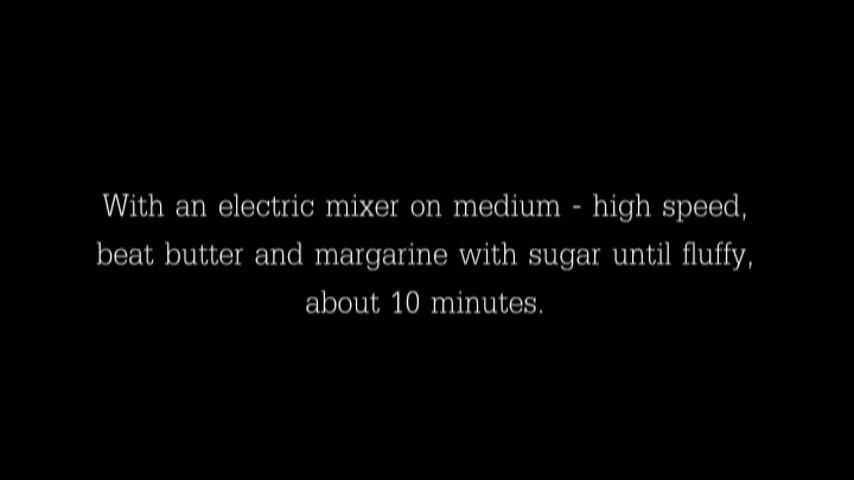 With an electric mixer on medium - high speed,
beat butter and margarine with sugar until fluffy,
about 10 minutes.